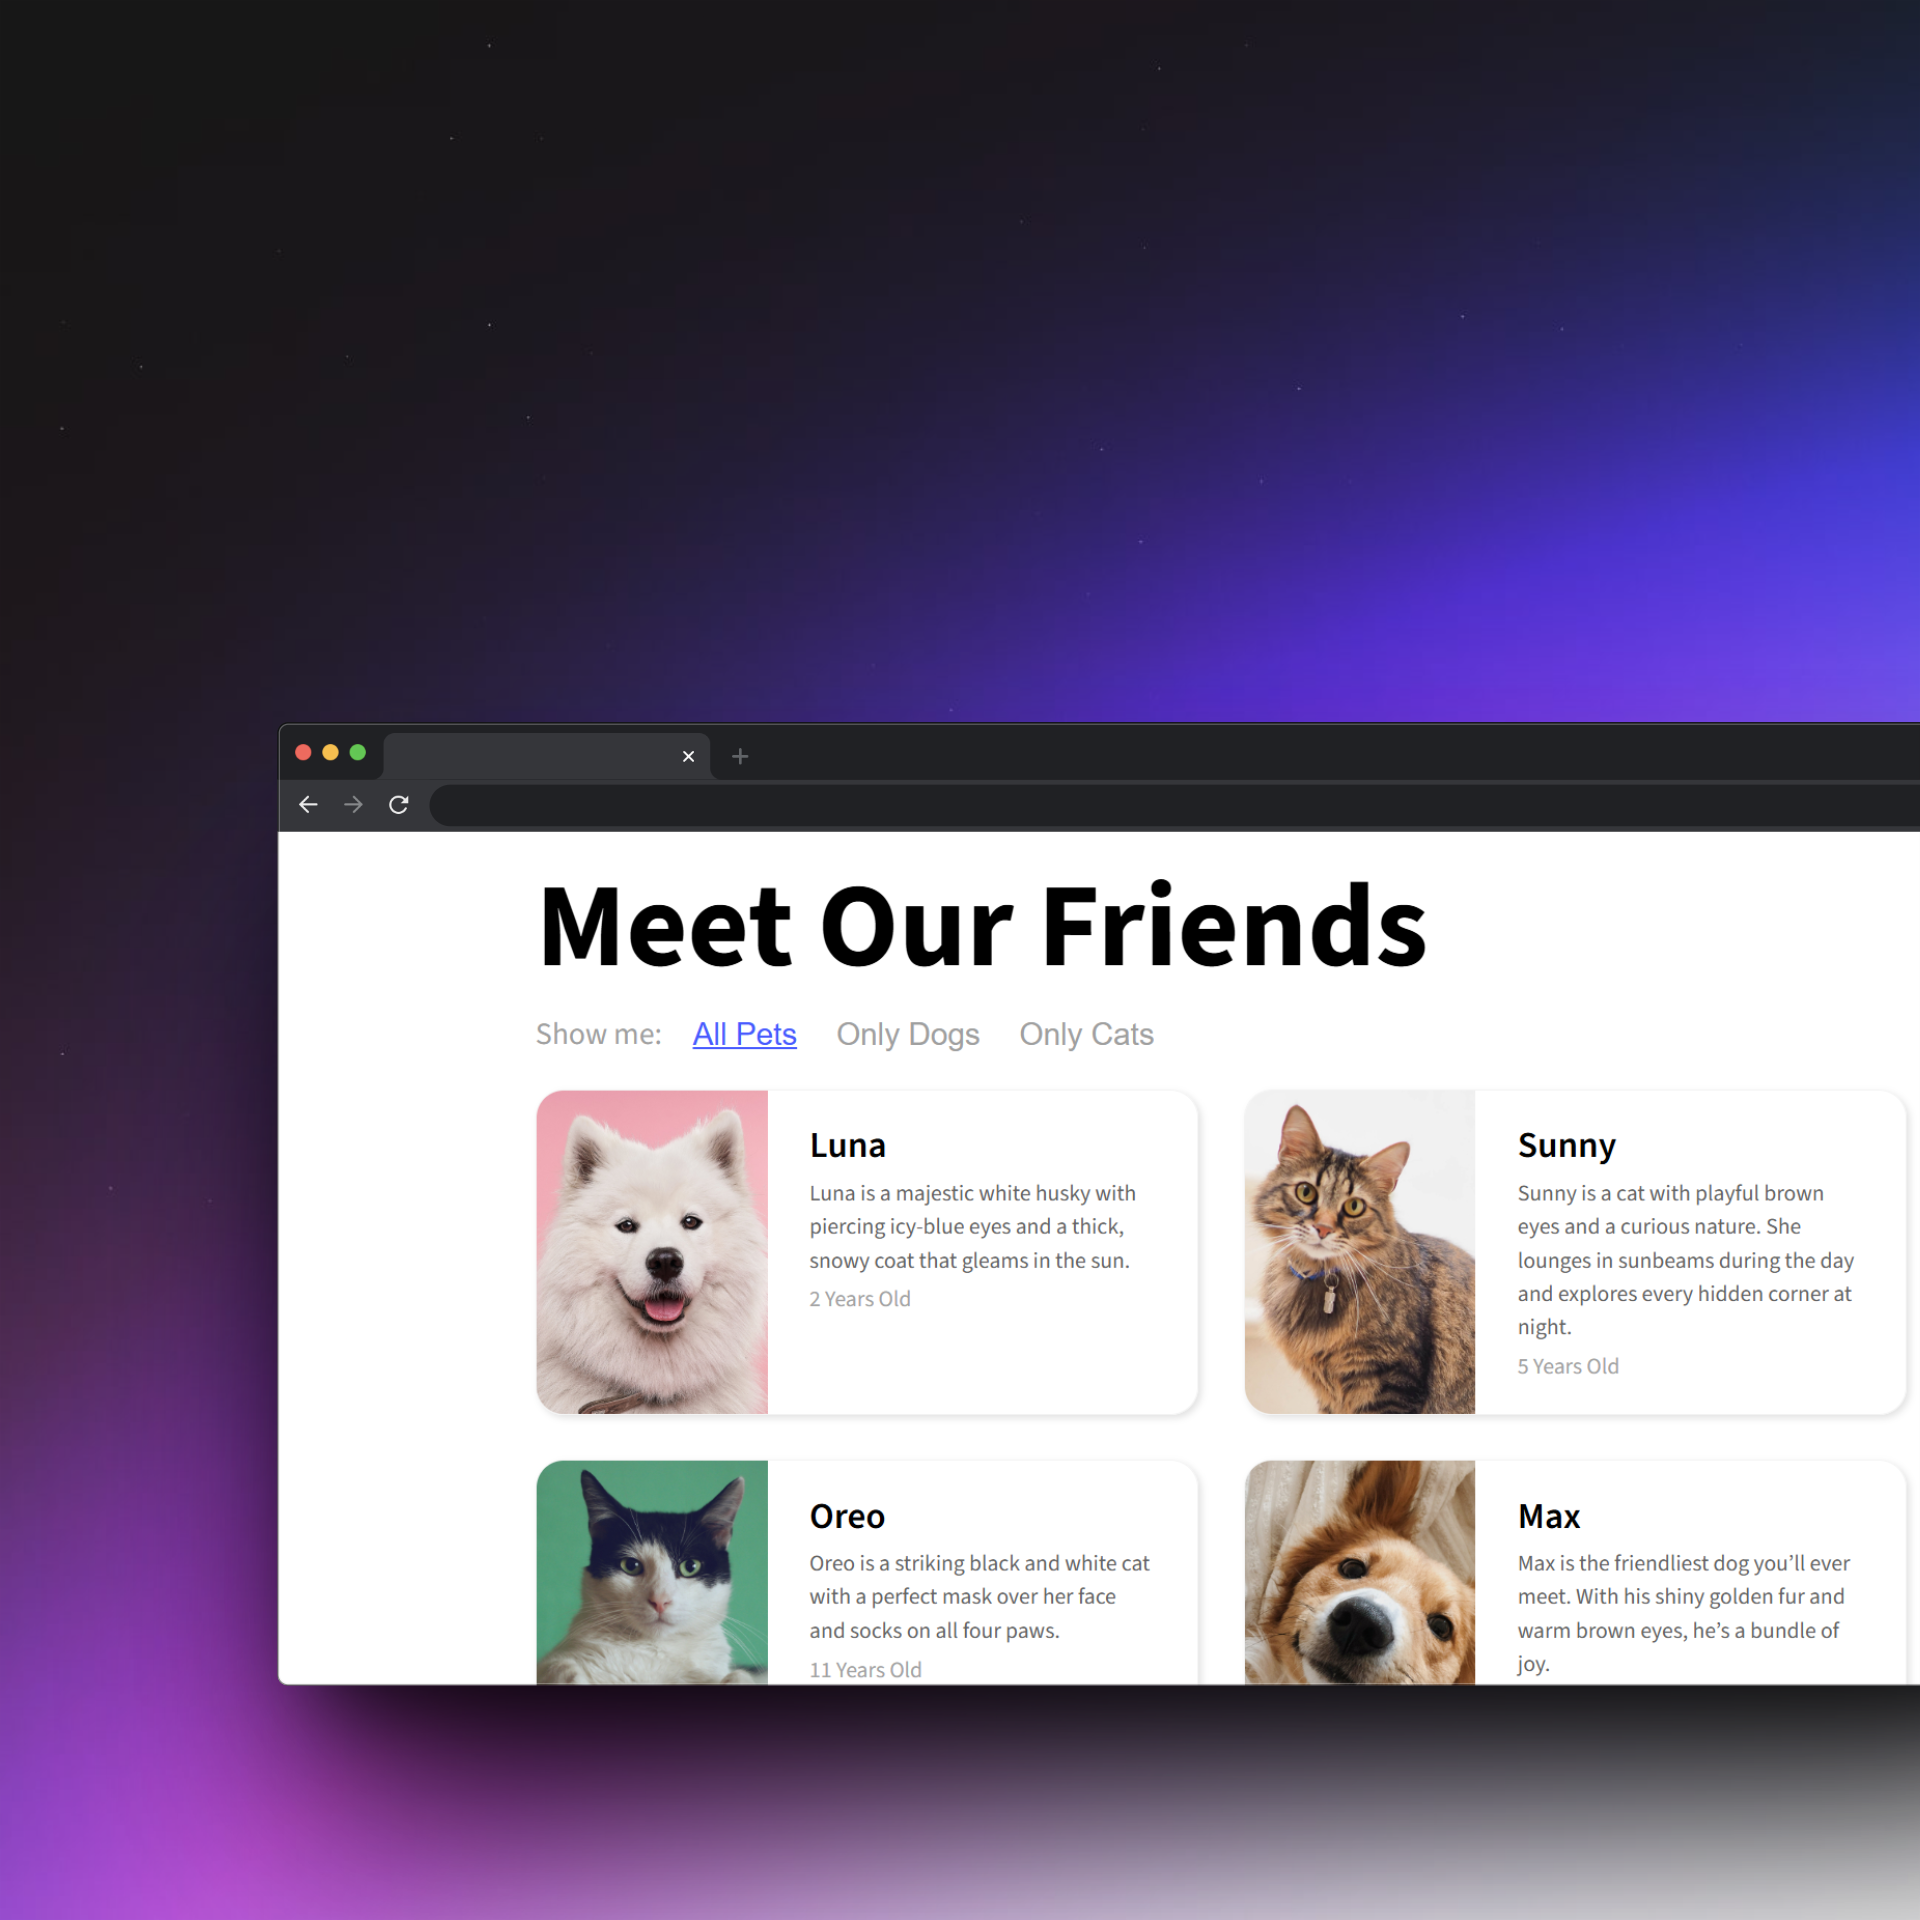 Meet Our Friends
Show me: All Pets Only Dogs Only Cats
Luna
Luna is a majestic white husky with
piercing icy-blue eyes and a thick,
snowy coat that gleams in the sun.
2 Years Old
Sunny
Sunny is a cat with playful brown
eyes and a curious nature. She
lounges in sunbeams during the day
and explores every hidden corner at
night.
5 Years Old
Oreo
Oreo is a striking black and white cat
with a perfect mask over her face
and socks on all four paws.
11 Years Old
Max
Max is the friendliest dog you’ll ever
meet. With his shiny golden fur and
warm brown eyes, he’s a bundle of
joy.